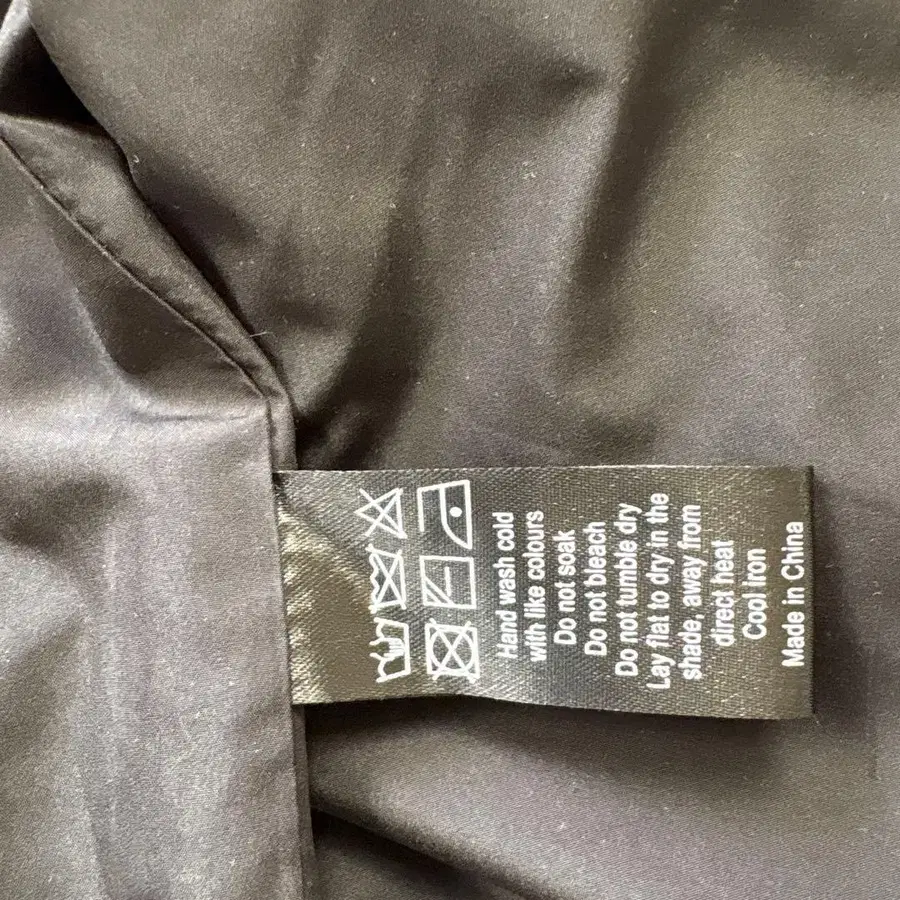 Hand wash cold
with like colours
Do not soak
Do not bleach
Do not tumble dry
Lay flat to dry in the
shade, away from
direct heat
Cool iron
Made in China